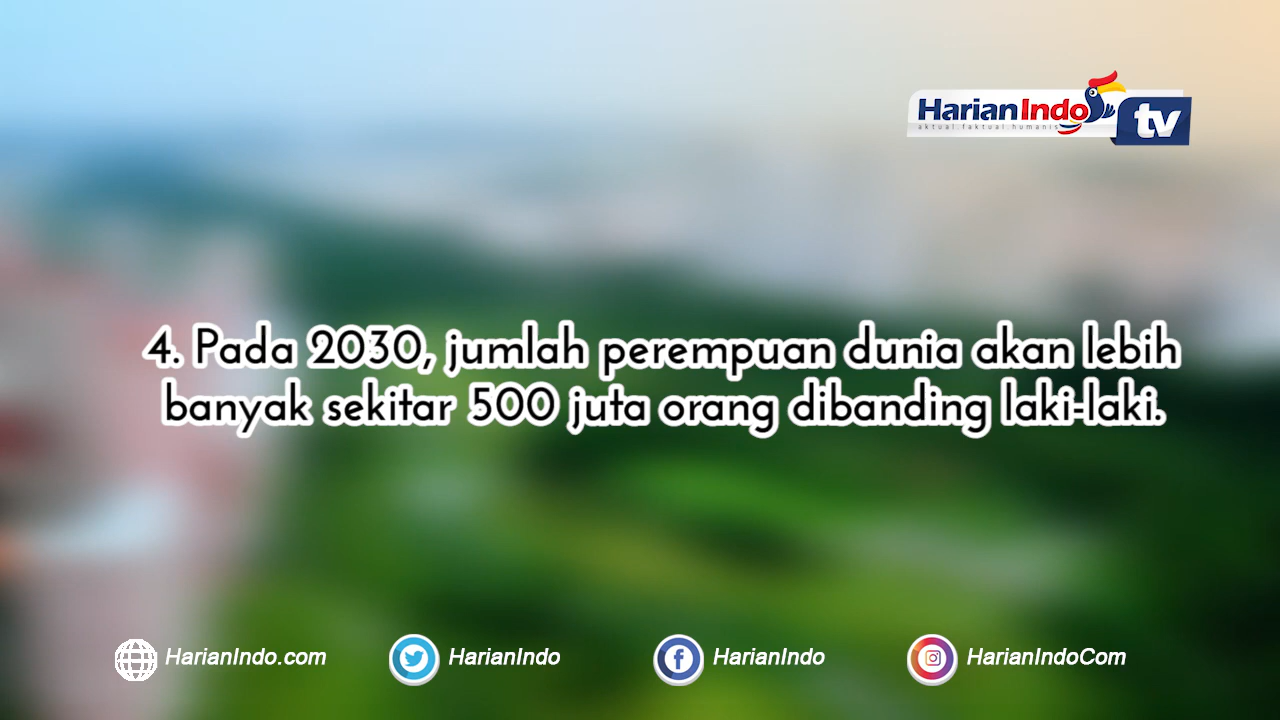 HarianIndo
aktual.faktual.humanis
tv
4. Pada 2030, jumlah perempuan dunia akan lebih
banyak sekitar 500 juta orang dibanding laki-laki.
HarianIndo.com
HarianIndo
HarianIndo
HarianIndoCom